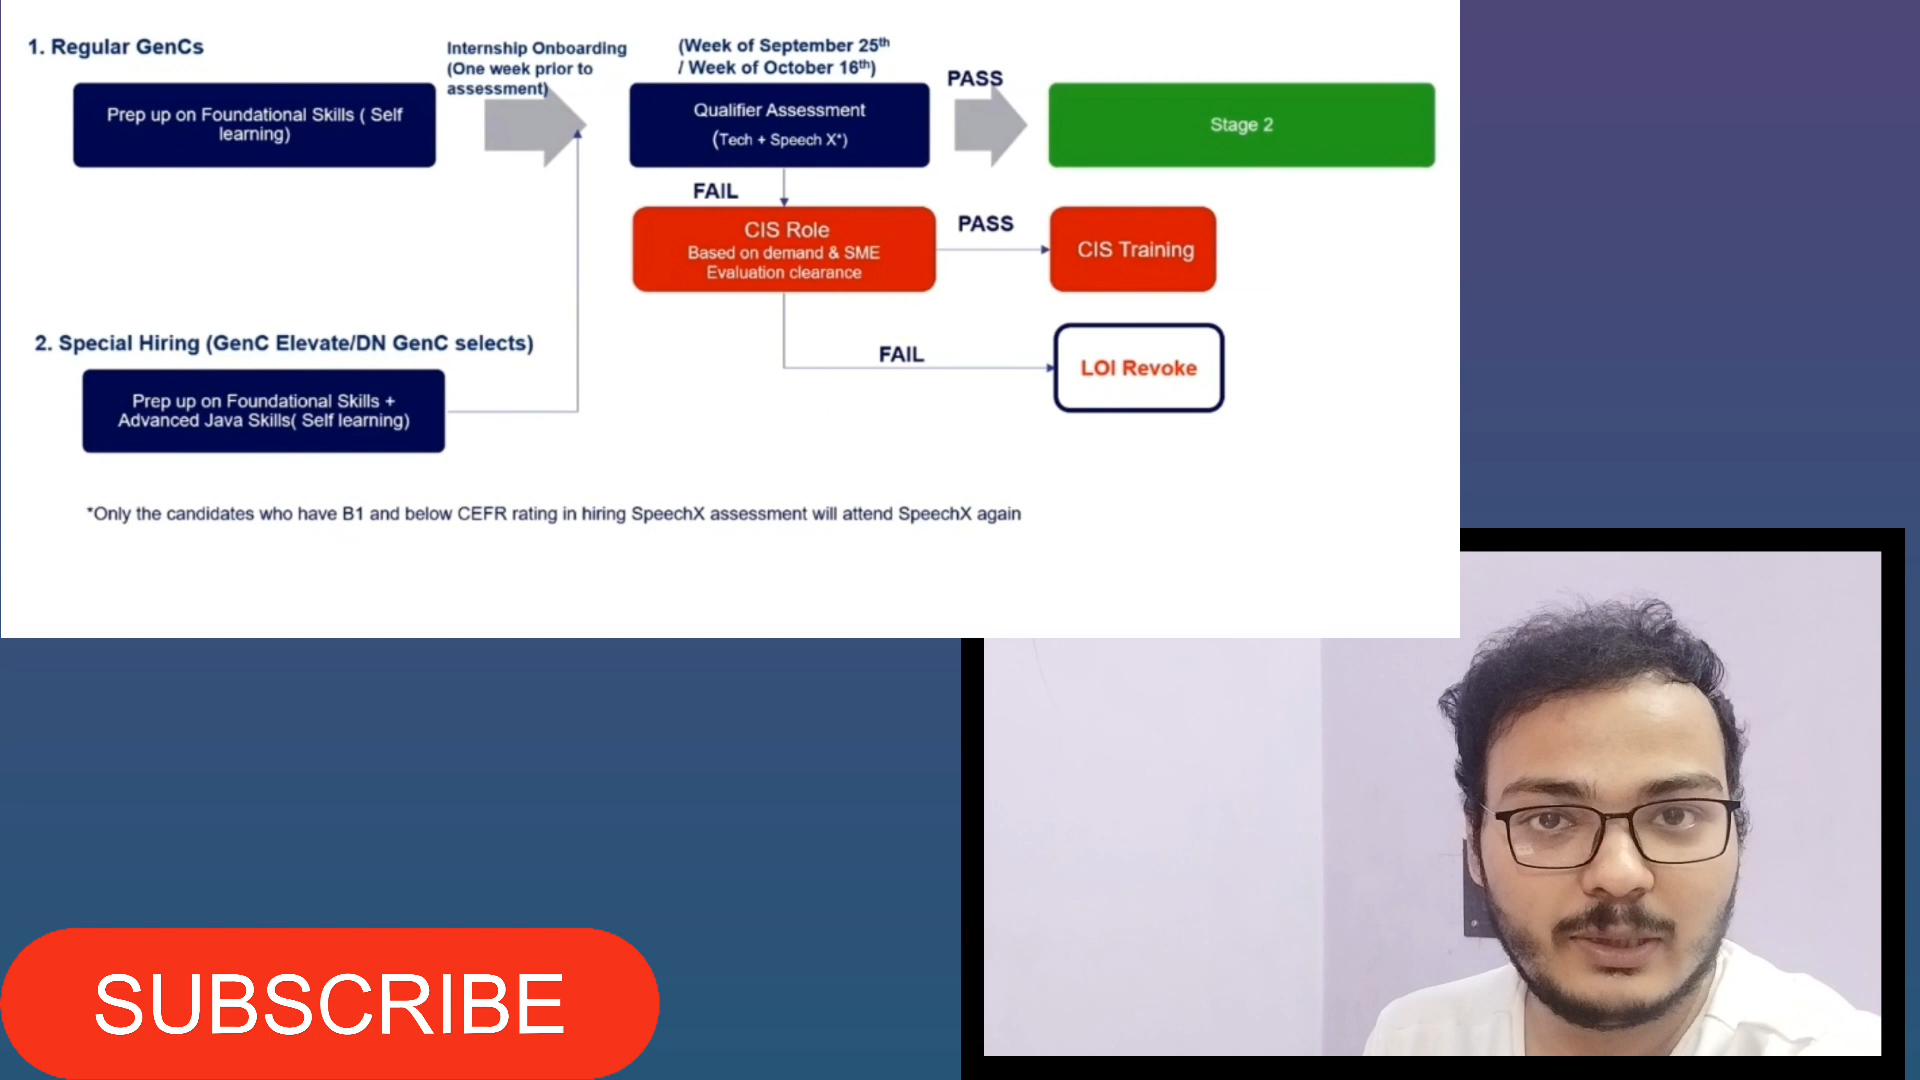 1. Regular GenCs
Prep up on Foundational Skills ( Self
learning)
Internship Onboarding
(One week prior to
assessment)
(Week of September 25th
/ Week of October 16th)
Qualifier Assessment
(Tech + Speech X*)
PASS
Stage 2
FAIL
CIS Role
Based on demand & SME
Evaluation clearance
PASS
CIS Training
FAIL
LOI Revoke
2. Special Hiring (GenC Elevate/DN GenC selects)
Prep up on Foundational Skills +
Advanced Java Skills( Self learning)
*Only the candidates who have B1 and below CEFR rating in hiring SpeechX assessment will attend SpeechX again
SUBSCRIBE